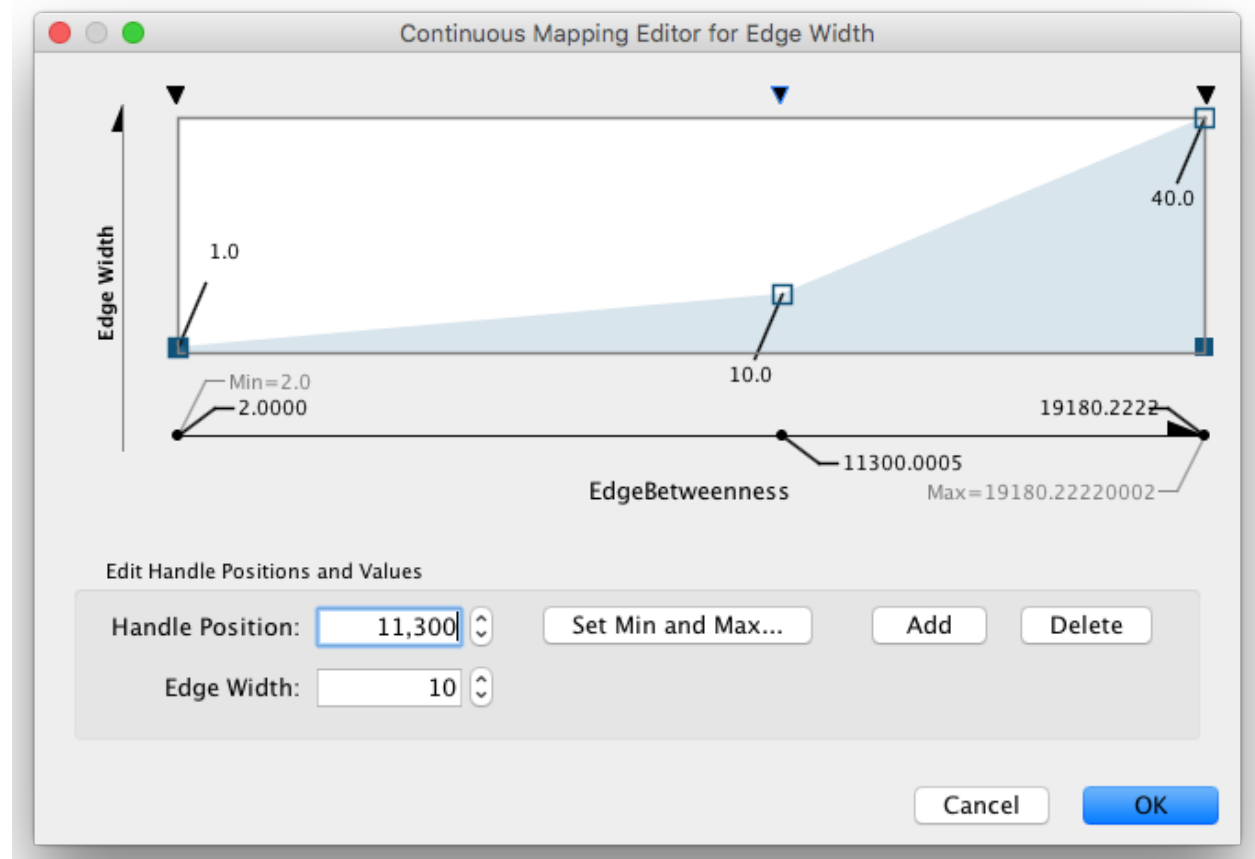 Continuous Mapping Editor for Edge Width
Edge Width
1.0
40.0
10.0
Min=2.0
2.0000
19180.2222
11300.0005
EdgeBetweenness
Max=19180.22220002
Edit Handle Positions and Values
Handle Position: 11,300 Set Min and Max... Add Delete
Edge Width: 10
Cancel OK